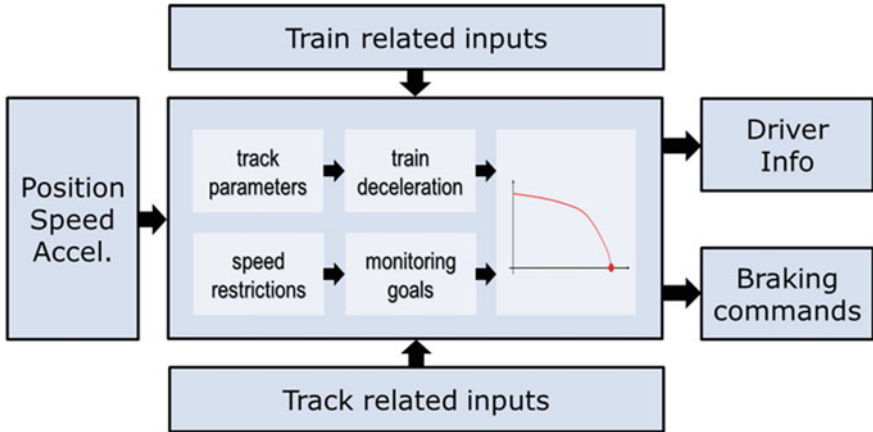 Train related inputs
Position
Speed
Accel.
track
parameters
train
deceleration
speed
restrictions
monitoring
goals
Driver
Info
Braking
commands
Track related inputs